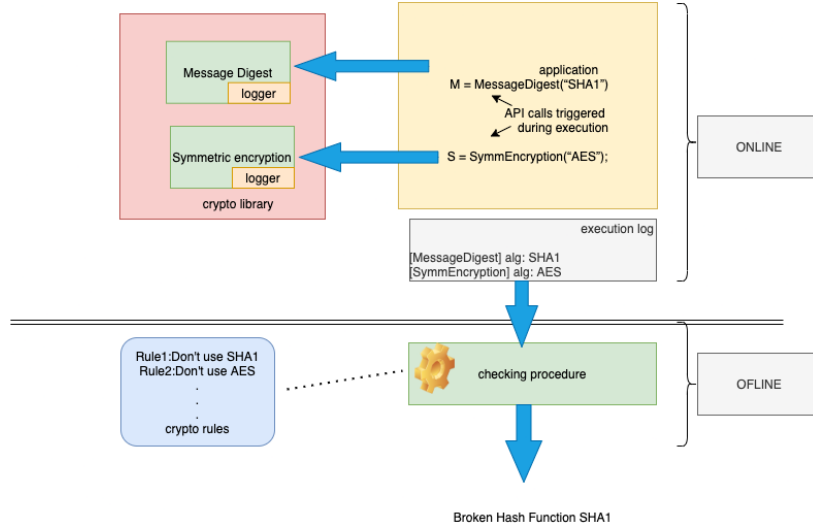 Message Digest
logger
Symmetric encryption
logger
crypto library
application
M = MessageDigest("SHA1")
API calls triggered
during execution
S = SymmEncryption("AES");
ONLINE
execution log
[MessageDigest] alg: SHA1
[SymmEncryption] alg: AES
Rule1:Don't use SHA1
Rule2:Don't use AES
.
.
.
crypto rules
checking procedure
OFLINE
Broken Hash Function SHA1